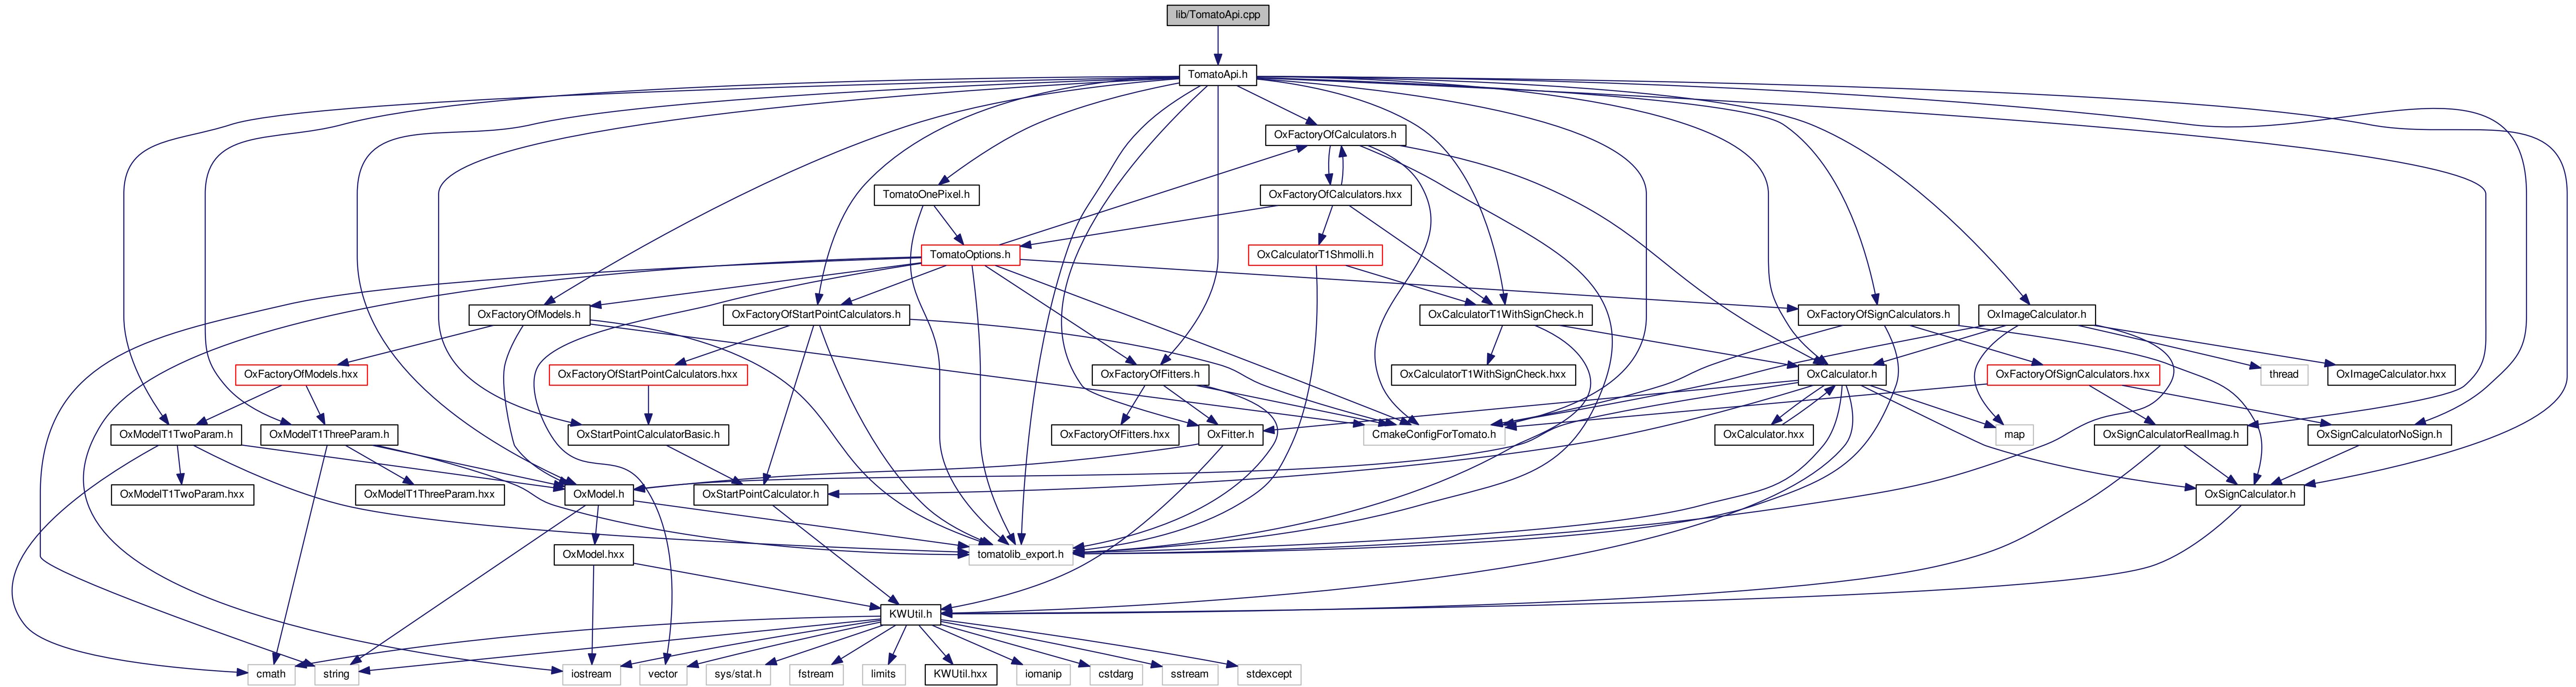 lib/TomatoApi.cpp
TomatoApi.h
OxFactoryOfCalculators.h
TomatoOnePixel.h
OxFactoryOfCalculators.hxx
TomatoOptions.h
OxCalculatorT1Shmolli.h
OxFactoryOfModels.h
OxFactoryOfStartPointCalculators.h
OxCalculatorT1WithSignCheck.h
OxFactoryOfSignCalculators.h
OxImageCalculator.h
OxFactoryOfModels.hxx
OxFactoryOfStartPointCalculators.hxx
OxFactoryOfFitters.h
OxCalculatorT1WithSignCheck.hxx
OxCalculator.h
OxFactoryOfSignCalculators.hxx
thread
OxImageCalculator.hxx
OxModelT1TwoParam.h
OxModelT1ThreeParam.h
OxStartPointCalculatorBasic.h
OxFactoryOfFitters.hxx
OxFitter.h
CmakeConfigForTomato.h
OxCalculator.hxx
map
OxSignCalculatorRealImag.h
OxSignCalculatorNoSign.h
OxModelT1TwoParam.hxx
OxModelT1ThreeParam.hxx
OxModel.h
OxStartPointCalculator.h
OxSignCalculator.h
OxModel.hxx
tomatolib_export.h
KWUtil.h
cmath
string
iostream
vector
sys/stat.h
fstream
limits
KWUtil.hxx
iomanip
cstdarg
sstream
stdexcept